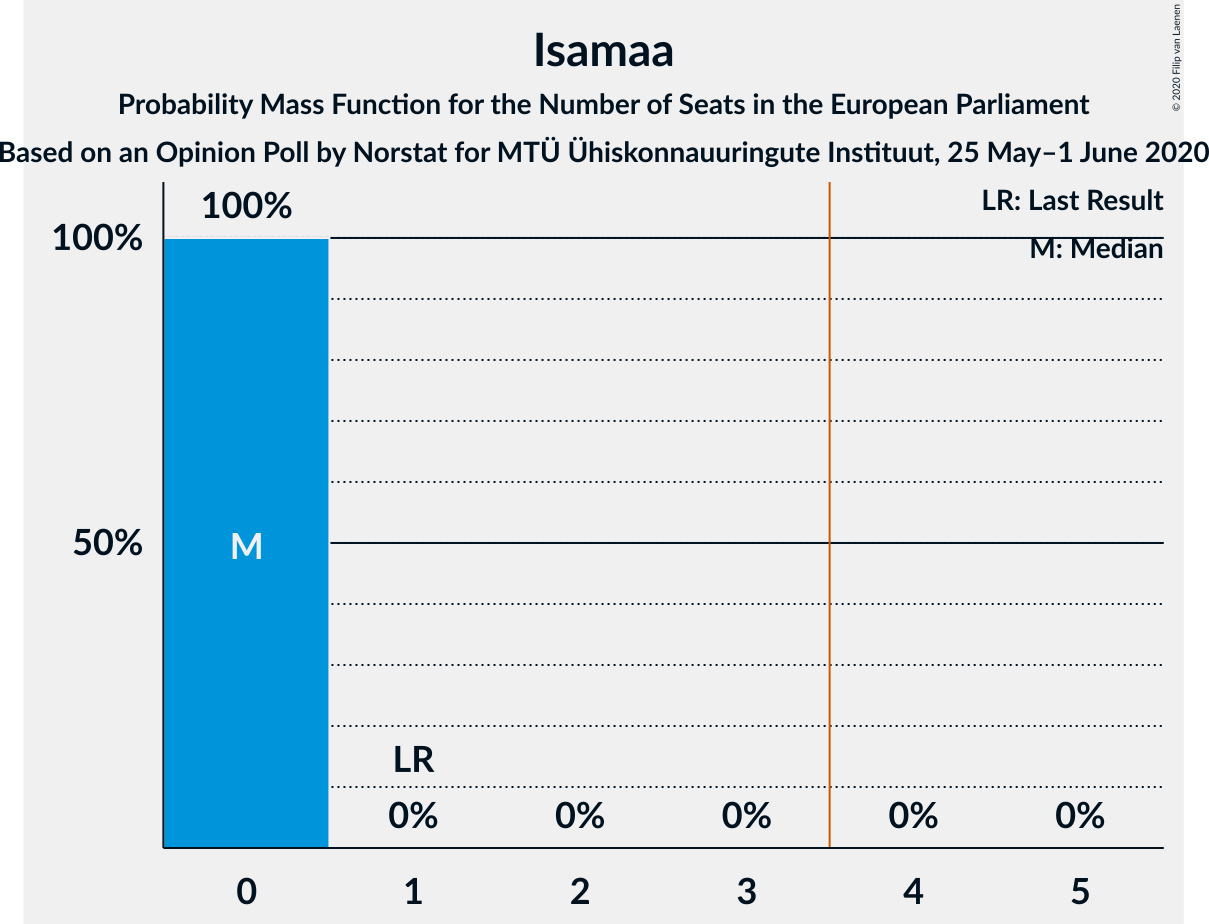 Isamaa
Probability Mass Function for the Number of Seats in the European Parliament
Based on an Opinion Poll by Norstat for MTÜ Ühiskonnauuringute Instituut, 25 May–1 June 2020
© 2020 Filip van Laenen
LR: Last Result
M: Median
100%
100%
50%
M
LR
0% 0% 0% 0% 0%
0 1 2 3 4 5